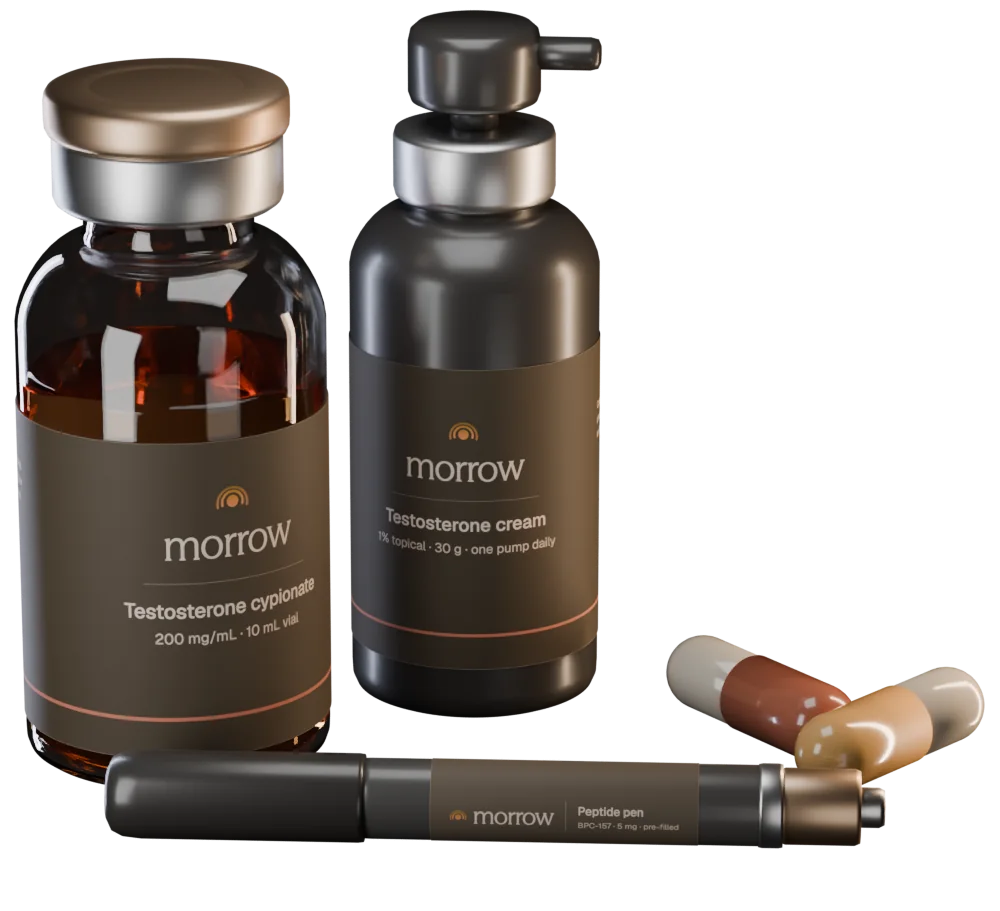 morrow
Testosterone cypionate
200 mg/mL · 10 mL vial
morrow
Testosterone cream
1% topical · 30 g · one pump daily
morrow
Peptide pen
BPC-157 · 5 mg · pre-filled